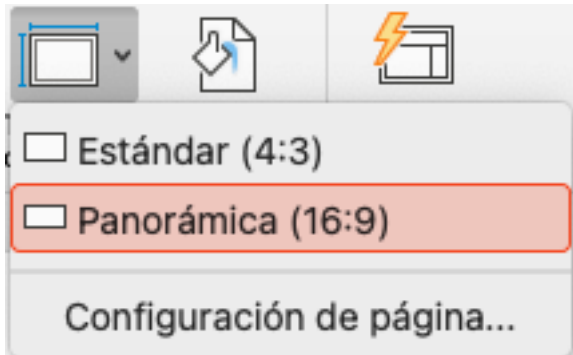 Estándar (4:3)
Panorámica (16:9)
Configuración de página...